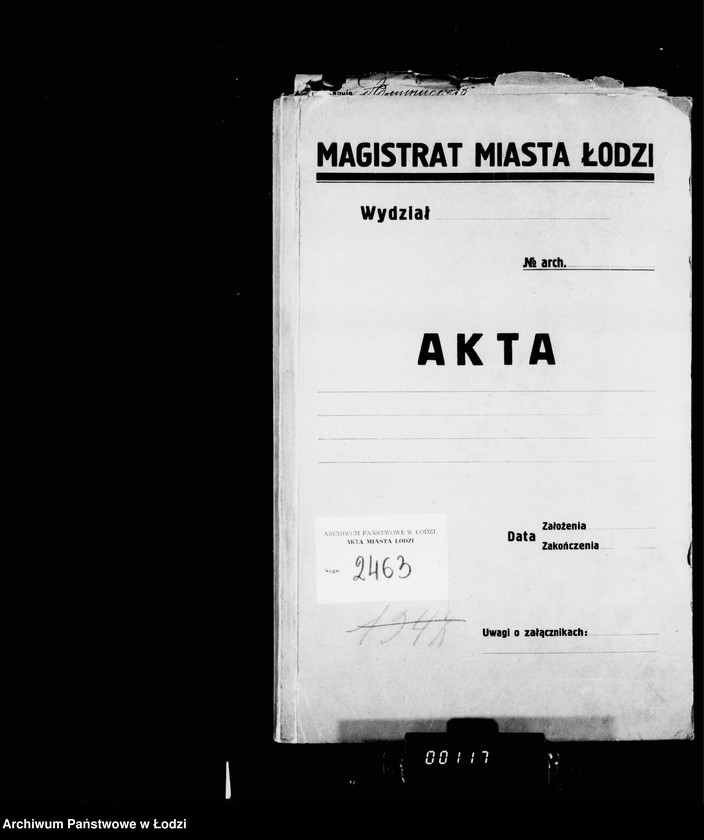 MAGISTRAT MIASTA ŁODZI
Wydział
№ arch.
AKTA
ARCHIWUM PAŃSTWOWE W ŁODZI
AKTA MIASTA ŁODZI
Sygn. 2463
Data Założenia
Zakończenia
1948
Uwagi o załącznikach:
00117
Archiwum Państwowe w Łodzi